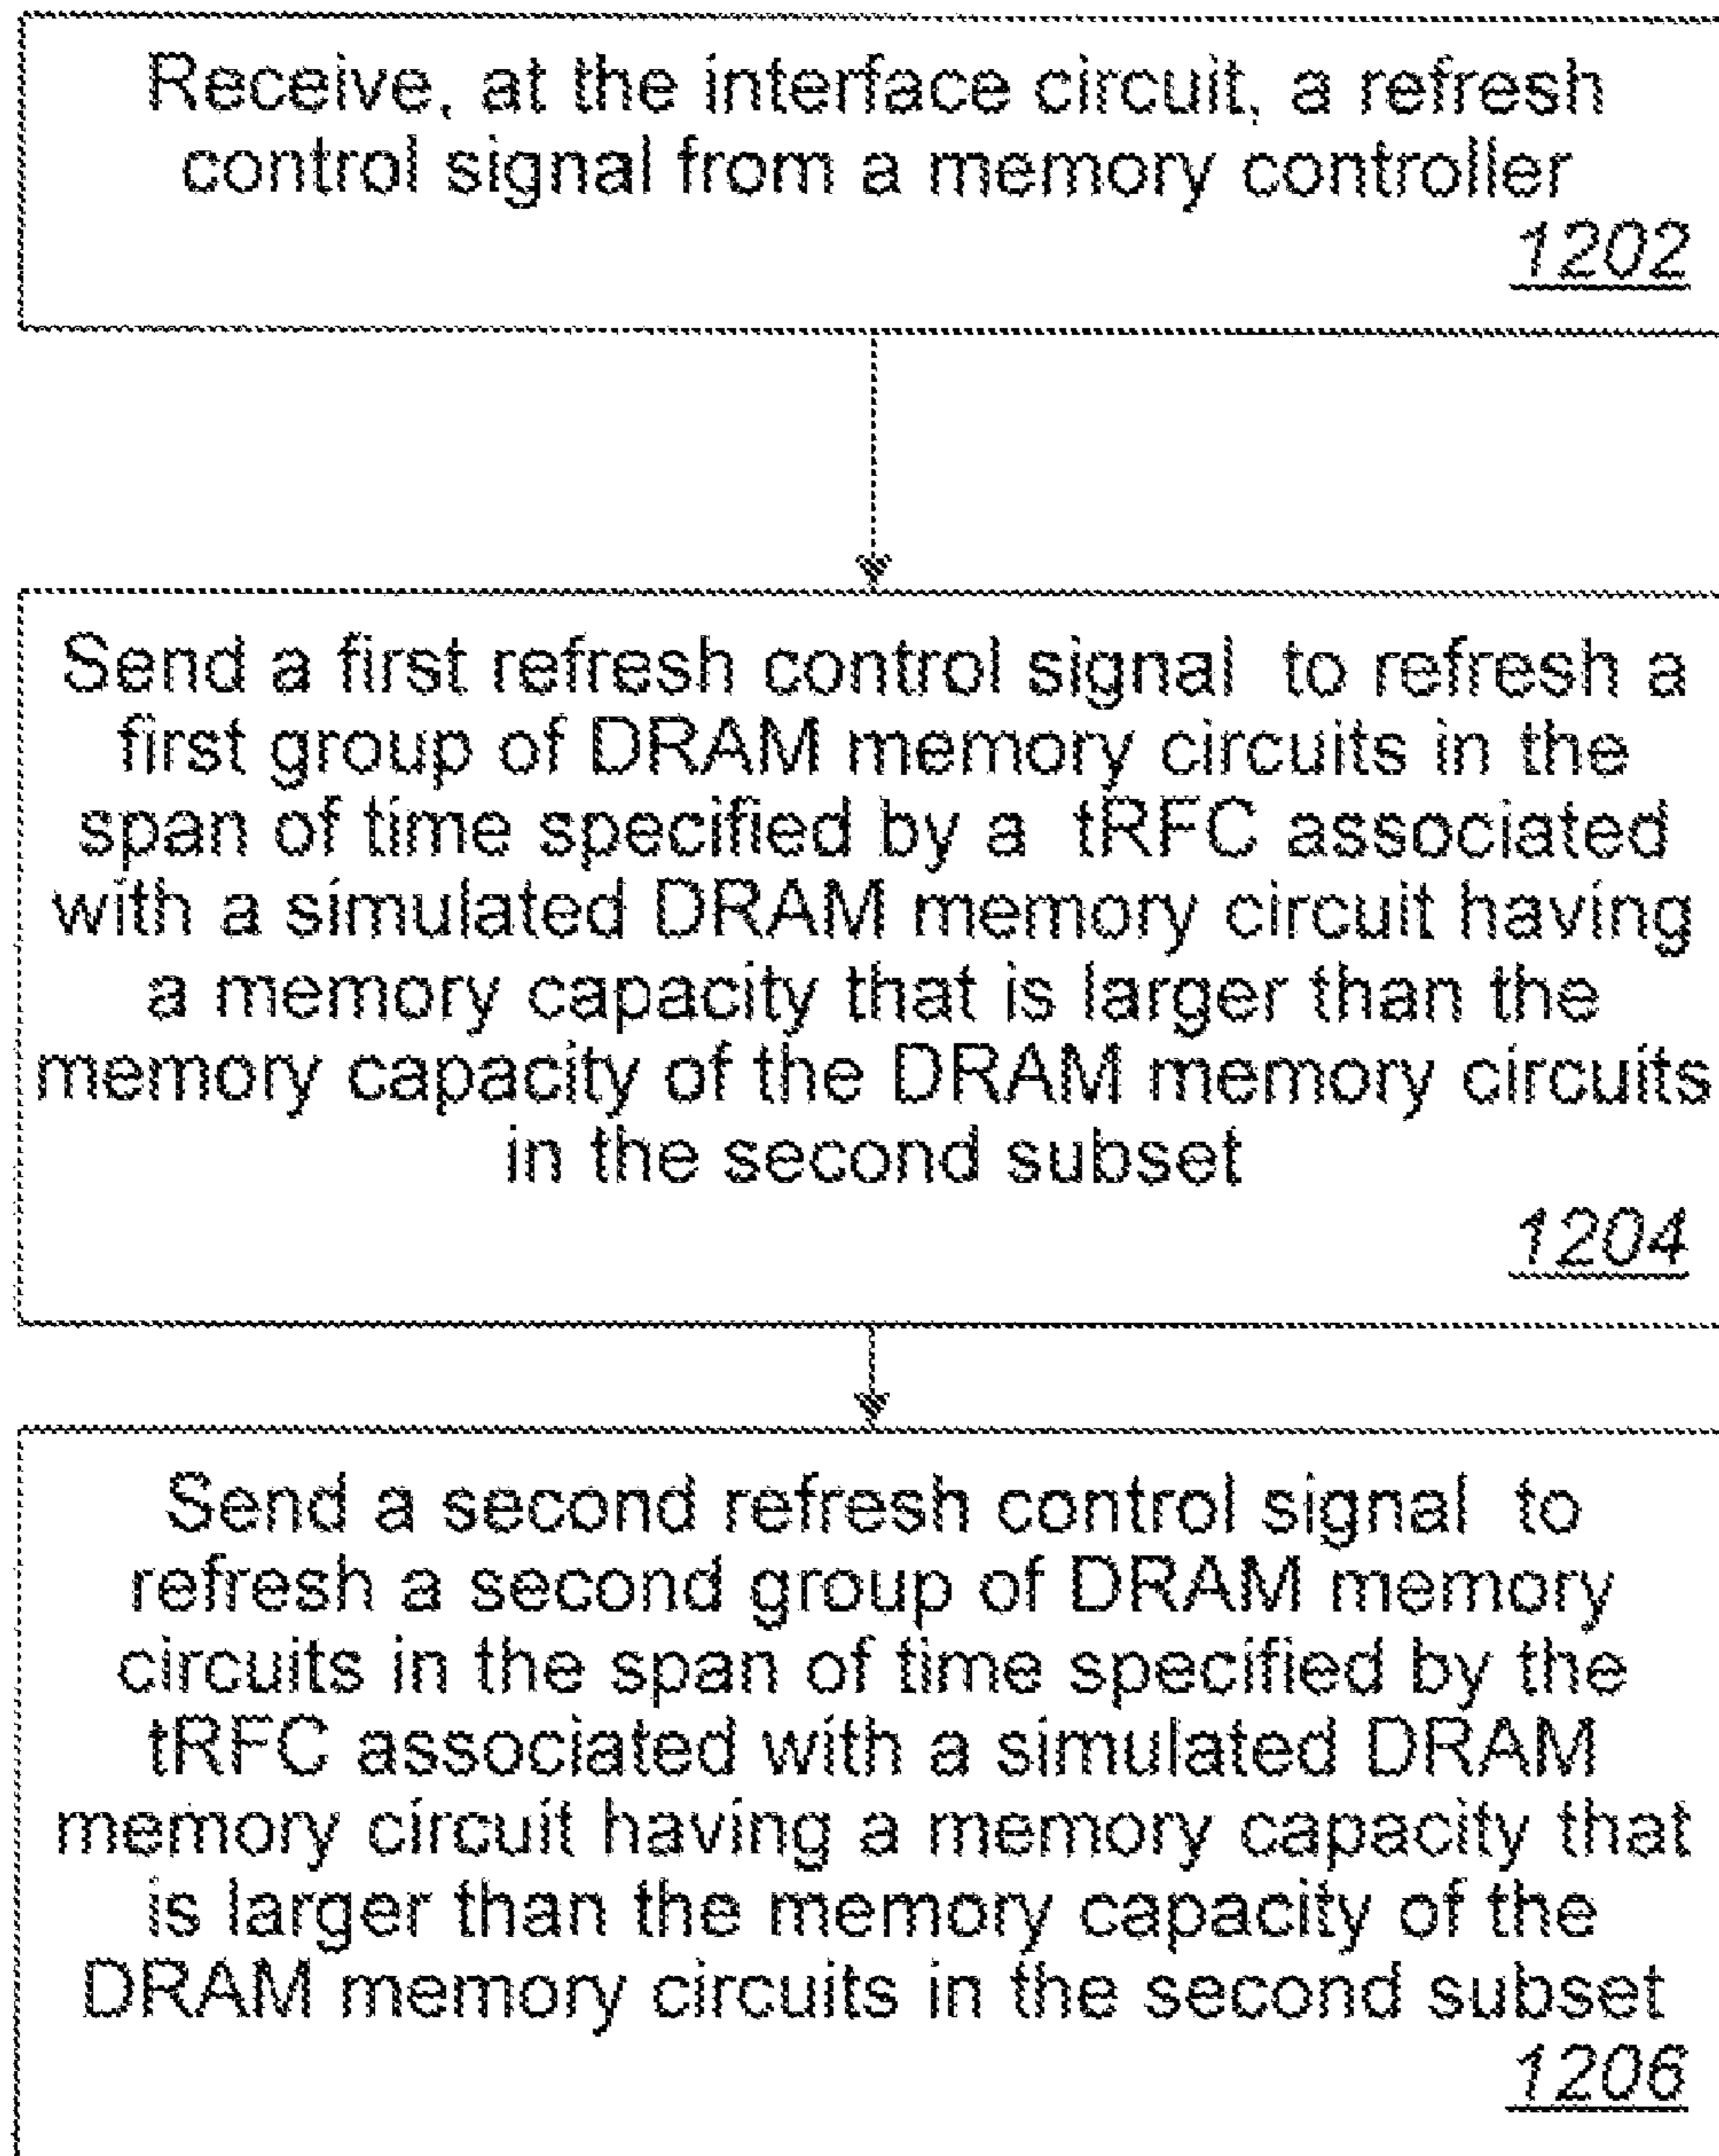 Receive, at the interface circuit, a refresh
control signal from a memory controller
1202
Send a first refresh control signal to refresh a
first group of DRAM memory circuits in the
span of time specified by a tRFC associated
with a simulated DRAM memory circuit having
a memory capacity that is larger than the
memory capacity of the DRAM memory circuits
in the second subset
1204
Send a second refresh control signal to
refresh a second group of DRAM memory
circuits in the span of time specified by the
tRFC associated with a simulated DRAM
memory circuit having a memory capacity that
is larger than the memory capacity of the
DRAM memory circuits in the second subset
1206